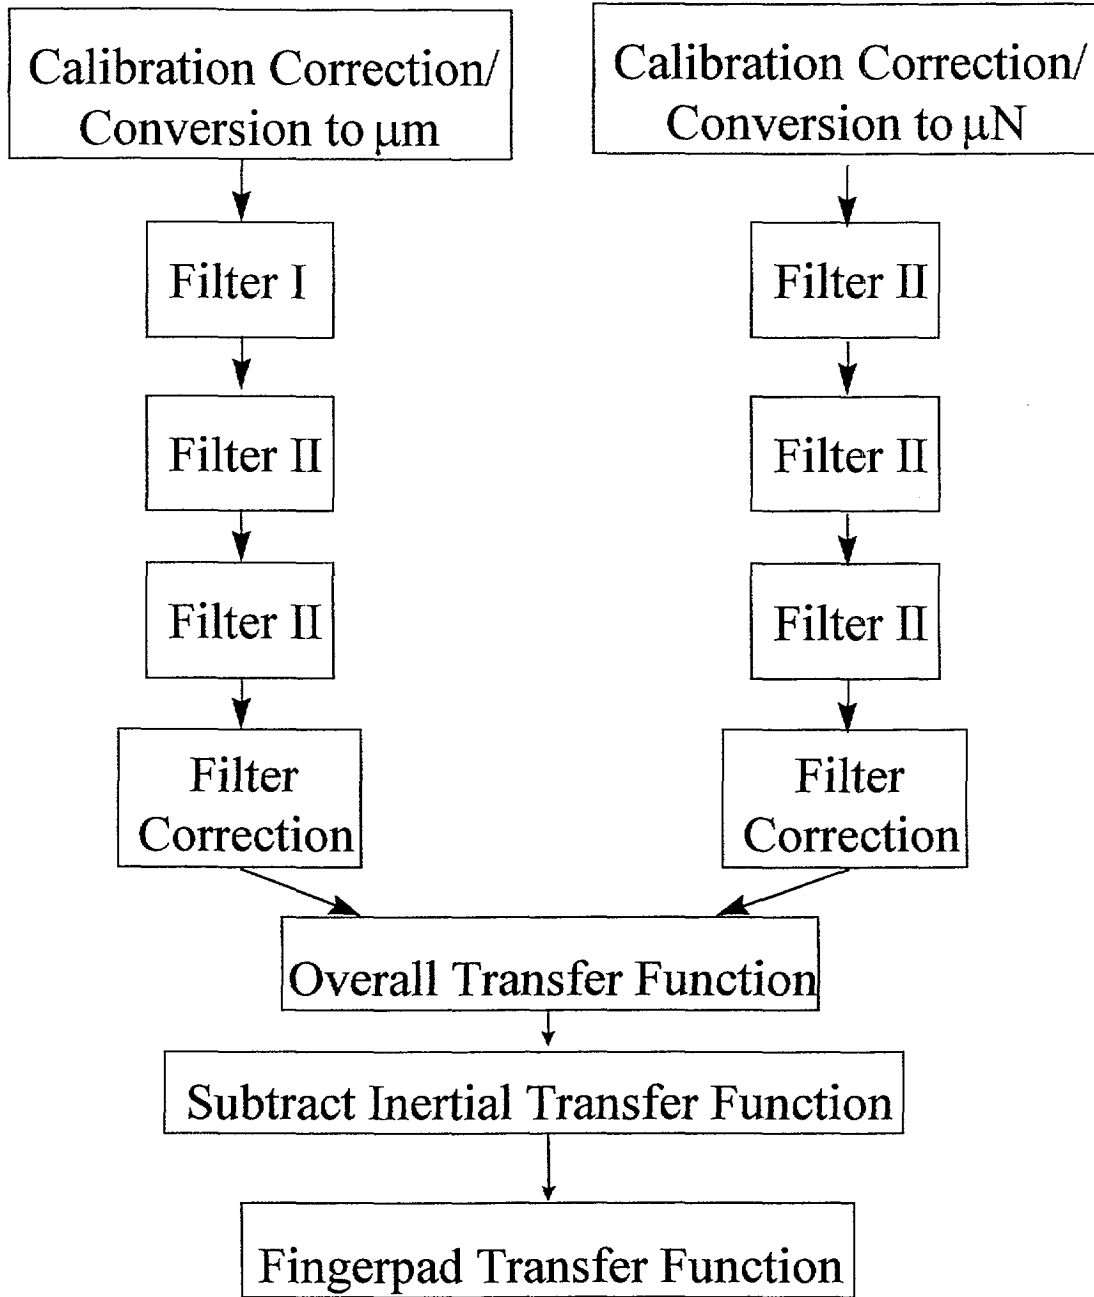 Calibration Correction/
Conversion to μm
Calibration Correction/
Conversion to μN
Filter I
Filter II
Filter II
Filter II
Filter II
Filter II
Filter
Correction
Filter
Correction
Overall Transfer Function
Subtract Inertial Transfer Function
Fingerpad Transfer Function